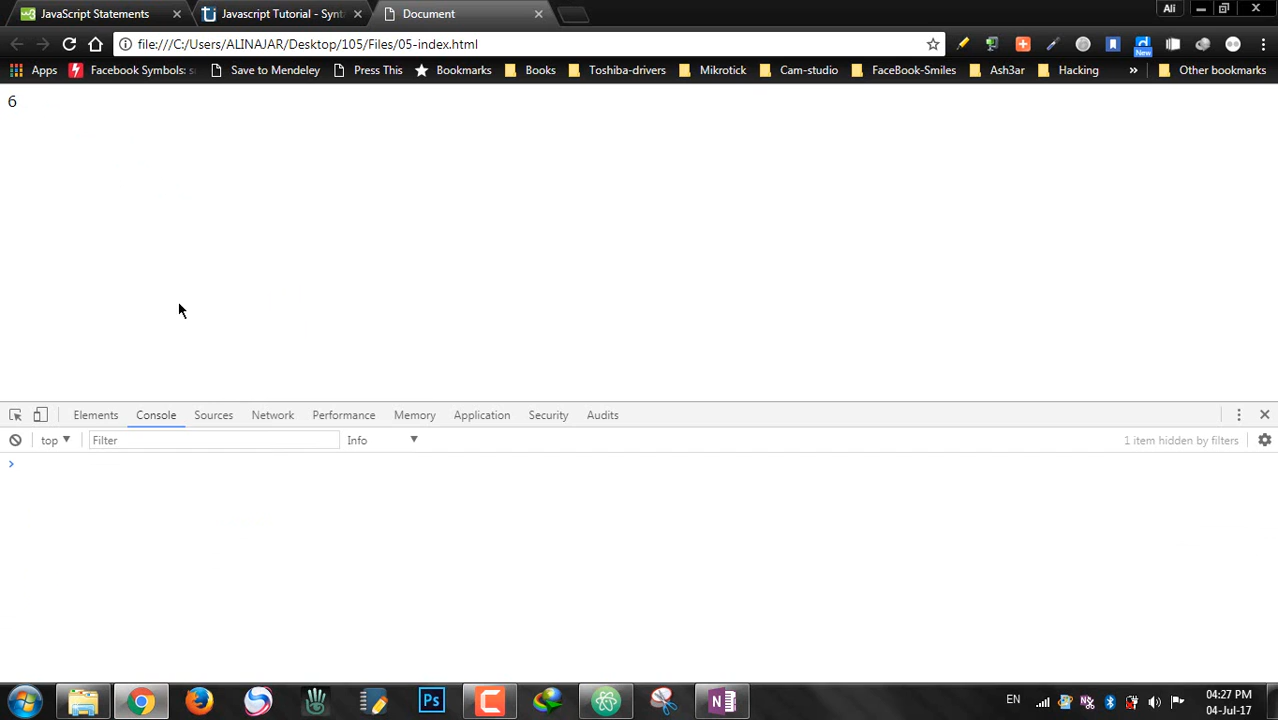 JavaScript Statements
Javascript Tutorial - Synt
Document
Ali
file:///C:/Users/ALINAJAR/Desktop/105/Files/05-index.html
New
Apps
Facebook Symbols: s
Save to Mendeley
Press This
Bookmarks
Books
Toshiba-drivers
Mikrotick
Cam-studio
FaceBook-Smiles
Ash3ar
Hacking
»
Other bookmarks
6
Elements
Console
Sources
Network
Performance
Memory
Application
Security
Audits
top
Filter
Info
1 item hidden by filters
>
Ps
EN
04:27 PM
04-Jul-17